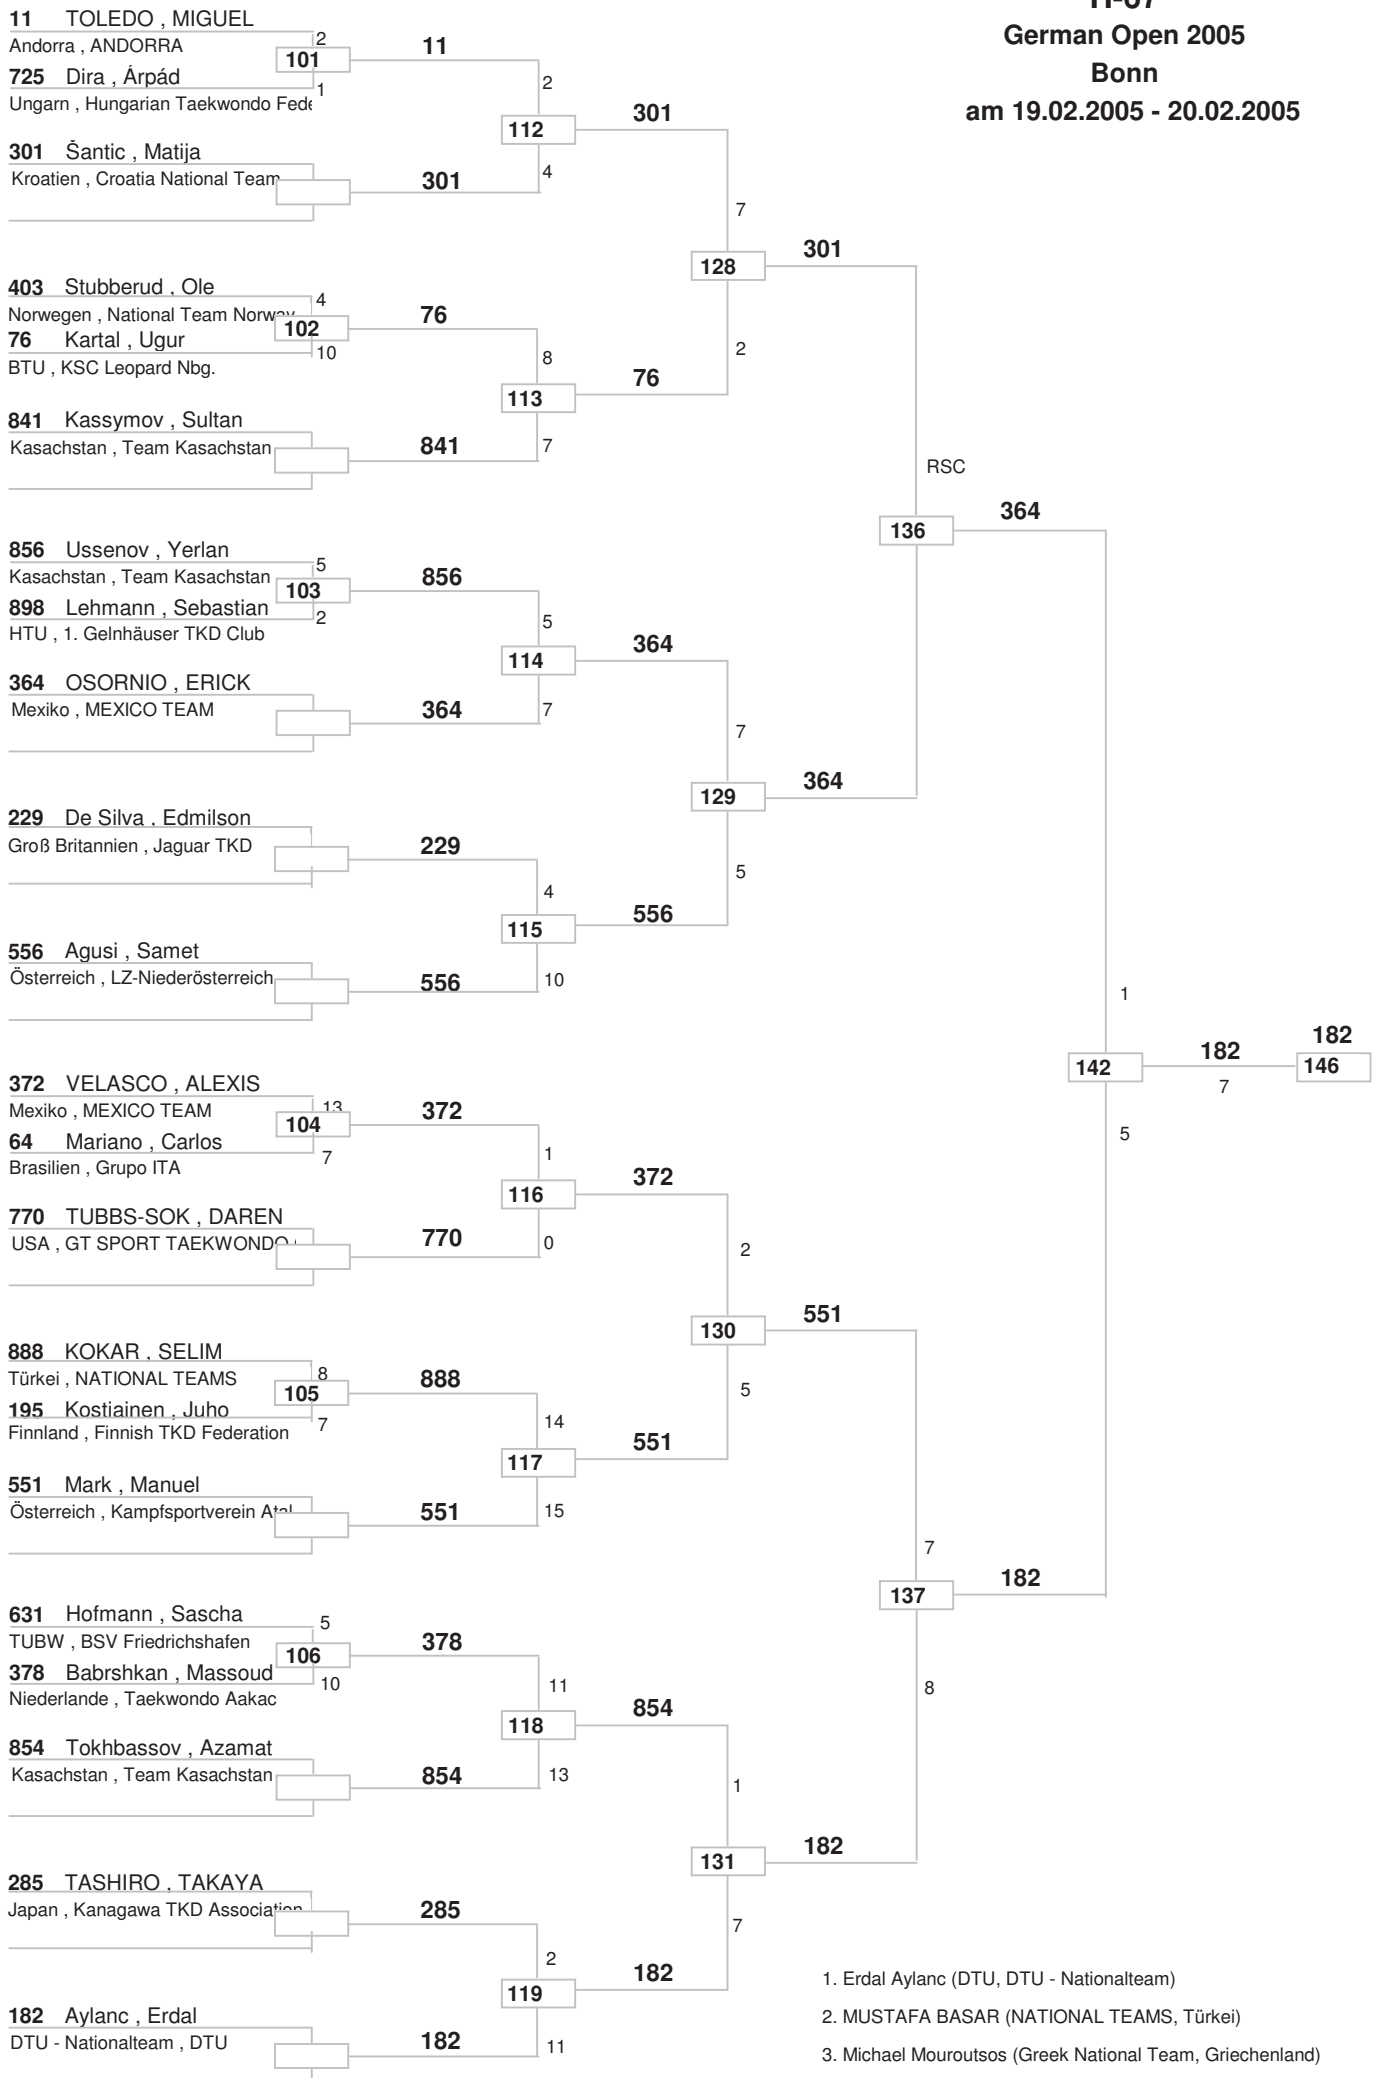 H-67
German Open 2005
Bonn
am 19.02.2005 - 20.02.2005
11 TOLEDO , MIGUEL
Andorra , ANDORRA
2
101
11
725 Dira , Árpád
1
Ungarn , Hungarian Taekwondo Fede
2
112
301
301 Šantic , Matija
Kroatien , Croatia National Team
301
4
7
128
301
403 Stubberud , Ole
4
Norwegen , National Team Norway
102
76
76 Kartal , Ugur
10
BTU , KSC Leopard Nbg.
8
2
113
76
841 Kassymov , Sultan
Kasachstan , Team Kasachstan
841
7
RSC
136
364
856 Ussenov , Yerlan
5
Kasachstan , Team Kasachstan
103
856
898 Lehmann , Sebastian
2
HTU , 1. Gelnhäuser TKD Club
5
114
364
364 OSORNIO , ERICK
Mexiko , MEXICO TEAM
364
7
7
129
364
229 De Silva , Edmilson
Groß Britannien , Jaguar TKD
229
4
5
115
556
556 Agusi , Samet
Österreich , LZ-Niederösterreich
556
10
1
142
182
7
182
146
5
372 VELASCO , ALEXIS
13
Mexiko , MEXICO TEAM
104
372
64 Mariano , Carlos
7
Brasilien , Grupo ITA
1
116
372
770 TUBBS-SOK , DAREN
USA , GT SPORT TAEKWONDO
770
0
2
130
551
888 KOKAR , SELIM
8
Türkei , NATIONAL TEAMS
105
888
195 Kostiainen , Juho
7
Finnland , Finnish TKD Federation
14
5
117
551
551 Mark , Manuel
Österreich , Kampfsportverein Atal
551
15
7
137
182
631 Hofmann , Sascha
5
TUBW , BSV Friedrichshafen
106
378
378 Babrshkan , Massoud
10
Niederlande , Taekwondo Aakac
11
8
118
854
854 Tokhbassov , Azamat
Kasachstan , Team Kasachstan
854
13
1
131
182
285 TASHIRO , TAKAYA
Japan , Kanagawa TKD Association
285
2
7
119
182
182 Aylanc , Erdal
DTU - Nationalteam , DTU
182
11
1. Erdal Aylanc (DTU, DTU - Nationalteam)
2. MUSTAFA BASAR (NATIONAL TEAMS, Türkei)
3. Michael Mouroutsos (Greek National Team, Griechenland)